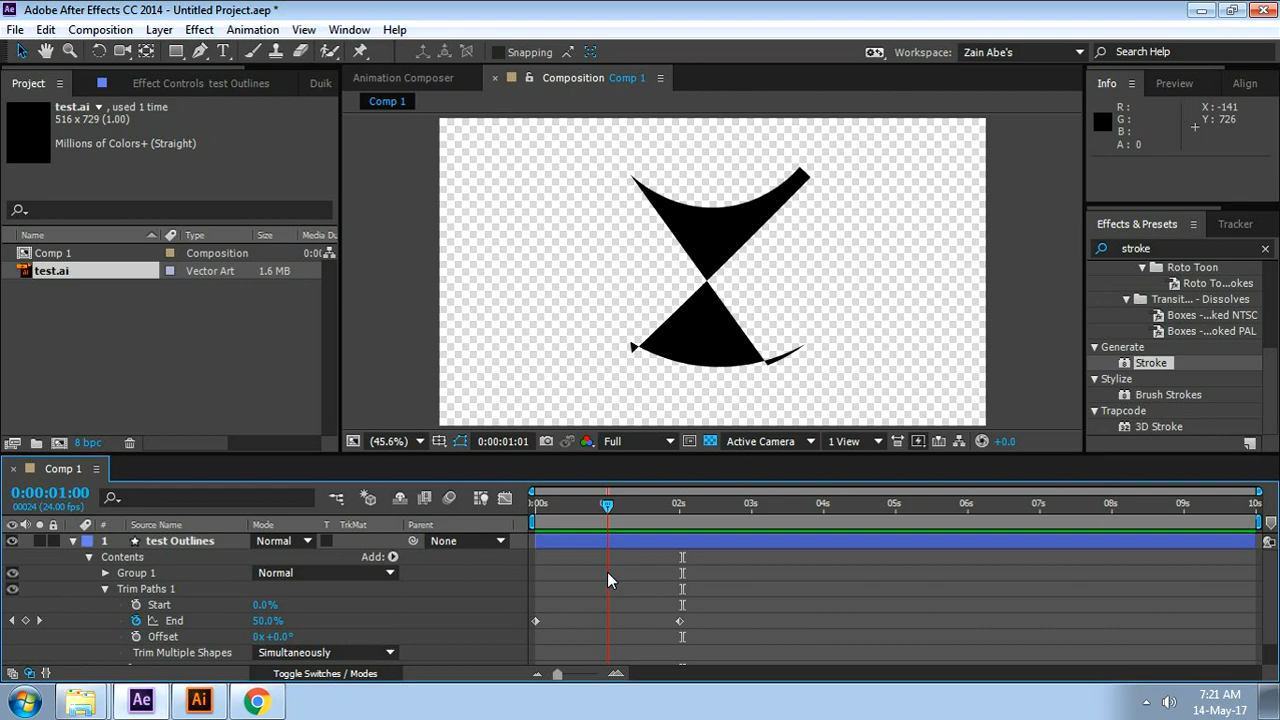 Adobe After Effects CC 2014 - Untitled Project.aep *
File Edit Composition Layer Effect Animation View Window Help
Snapping Workspace: Zain Abe's Search Help
Project Effect Controls test Outlines Duik Animation Composer Composition Comp 1 Info Preview Align
Comp 1
test.ai , used 1 time
516 x 729 (1.00)
Millions of Colors+ (Straight)
R :
G :
B :
A : 0
X : -141
Y : 726
Effects & Presets Tracker
stroke
Name Type Size Media Du
Comp 1 Composition 0:00
test.ai Vector Art 1.6 MB
Roto Toon
Roto To...okes
Transit... - Dissolves
Boxes -...ked NTSC
Boxes -...oked PAL
Generate
Stroke
Stylize
Brush Strokes
Trapcode
3D Stroke
8 bpc (45.6%) 0:00:01:01 Full Active Camera 1 View +0.0
Comp 1
0:00:01:00
00024 (24.00 fps)
:00s 02s 03s 04s 05s 06s 07s 08s 09s 10s
# Source Name Mode T TrkMat Parent
1 test Outlines Normal None
Contents Add:
Group 1 Normal
Trim Paths 1
Start 0.0%
End 50.0%
Offset 0x+0.0°
Trim Multiple Shapes Simultaneously
Toggle Switches / Modes
Ae Ai
7:21 AM
14-May-17